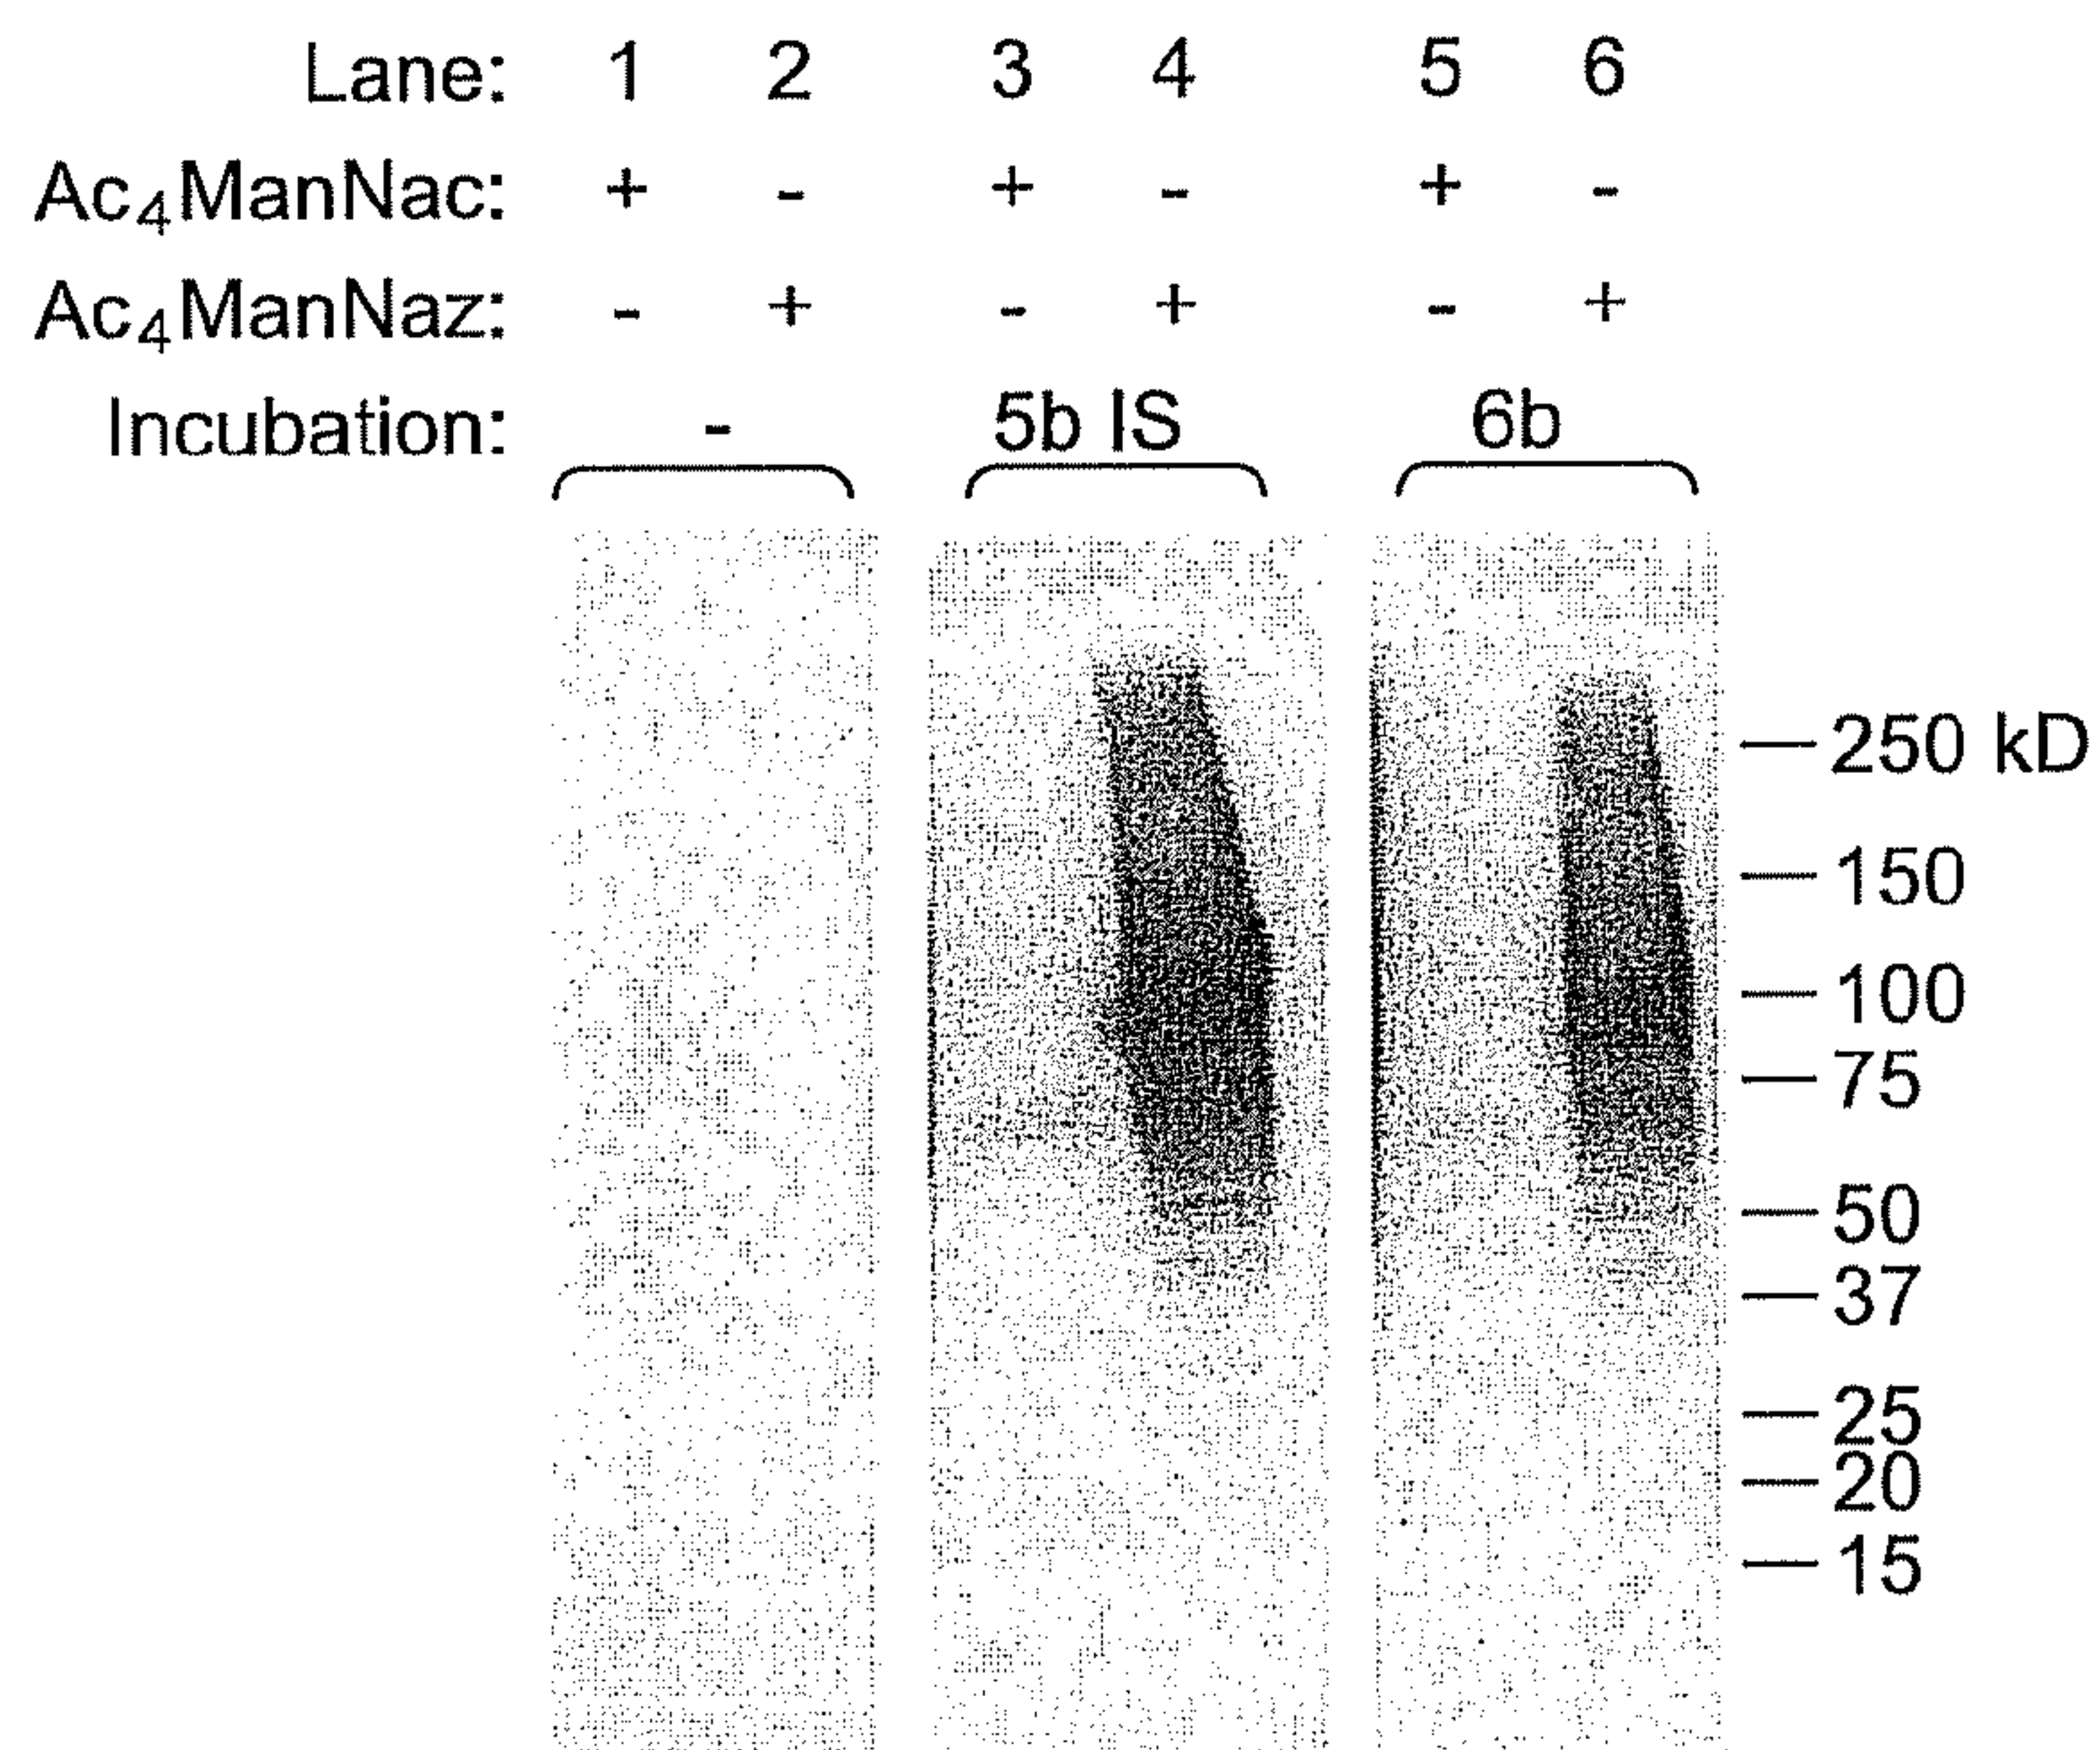 Lane: 1 2 3 4 5 6
Ac₄ManNac: + - + - + -
Ac₄ManNaz: - + - + - +
Incubation: - 5b IS 6b
250 kD
150
100
75
50
37
25
20
15